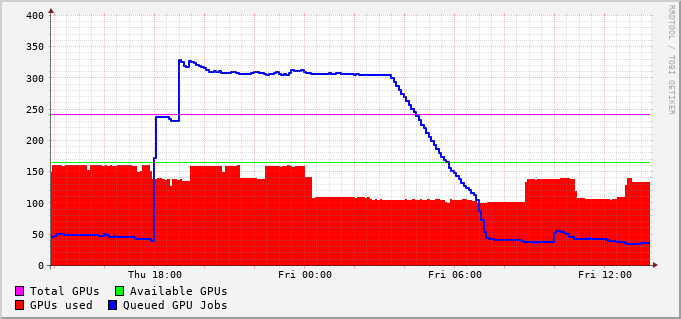 RRDTOOL / TOBI OETIKER
400
350
300
250
200
150
100
50
0
Thu 18:00 Fri 00:00 Fri 06:00 Fri 12:00
Total GPUs Available GPUs
GPUs used Queued GPU Jobs